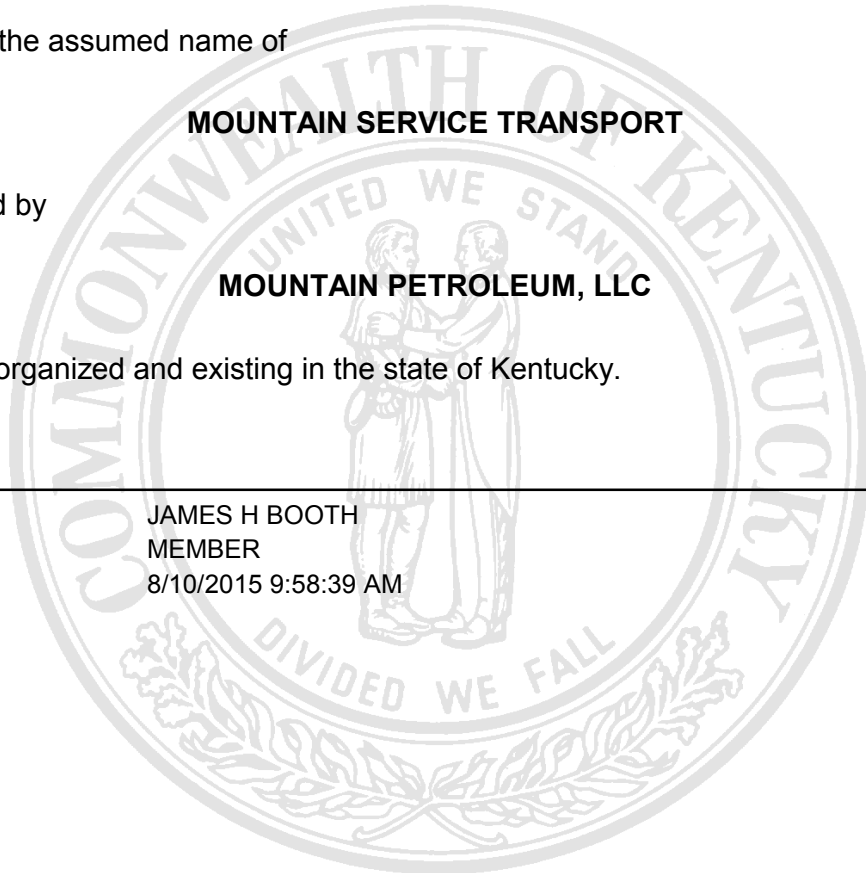 the assumed name of
MOUNTAIN SERVICE TRANSPORT
d by
MOUNTAIN PETROLEUM, LLC
organized and existing in the state of Kentucky.
JAMES H BOOTH
MEMBER
8/10/2015 9:58:39 AM
COMMONWEALTH OF KENTUCKY
UNITED WE STAND
DIVIDED WE FALL